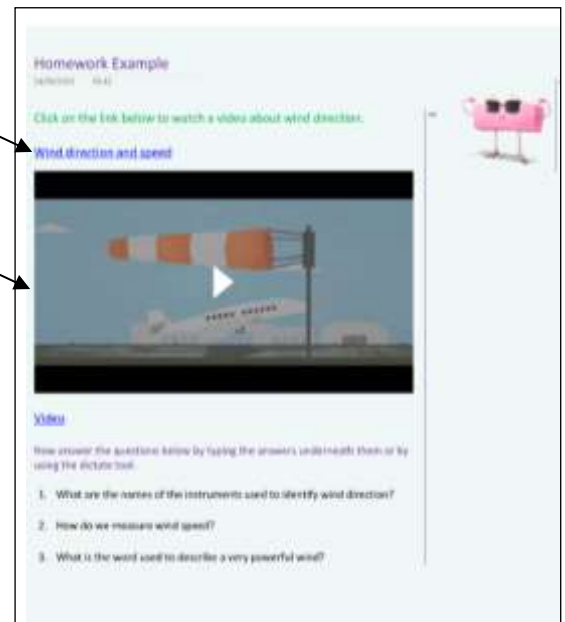 Homework Example
Click on the link below to watch a video about wind direction.
Wind direction and speed
Video
Now answer the questions below by typing the answers underneath them or by
using the dictate tool.
1. What are the names of the instruments used to identify wind direction?
2. How do we measure wind speed?
3. What is the word used to describe a very powerful wind?